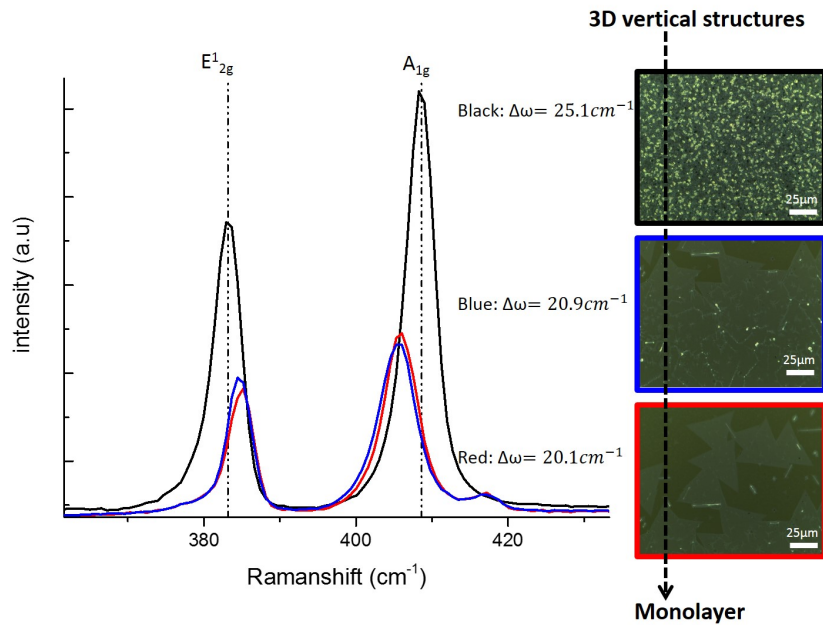 3D vertical structures
E¹₂g
A₁g
Black: Δω= 25.1cm⁻¹
25µm
Blue: Δω= 20.9cm⁻¹
25µm
Red: Δω= 20.1cm⁻¹
25µm
intensity (a.u)
380
400
420
Ramanshift (cm⁻¹)
Monolayer